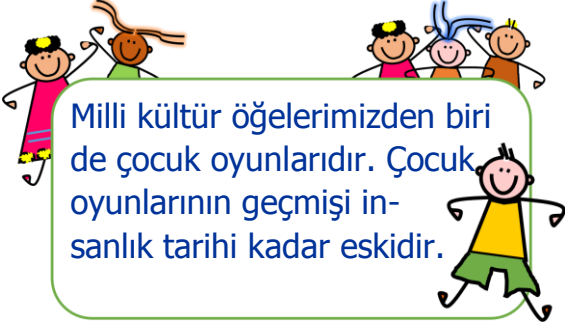 Milli kültür öğelerimizden biri
de çocuk oyunlarıdır. Çocuk
oyunlarının geçmişi in-
sanlık tarihi kadar eskidir.